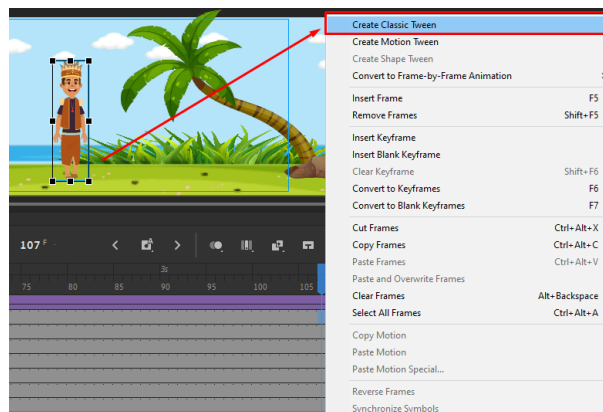 Create Classic Tween
Create Motion Tween
Create Shape Tween
Convert to Frame-by-Frame Animation
Insert Frame F5
Remove Frames Shift+F5
Insert Keyframe
Insert Blank Keyframe
Clear Keyframe Shift+F6
Convert to Keyframes F6
Convert to Blank Keyframes F7
Cut Frames Ctrl+Alt+X
Copy Frames Ctrl+Alt+C
Paste Frames Ctrl+Alt+V
Paste and Overwrite Frames
Clear Frames Alt+Backspace
Select All Frames Ctrl+Alt+A
Copy Motion
Paste Motion
Paste Motion Special...
Reverse Frames
Synchronize Symbols
107 F
3s
75 80 85 90 95 100 105